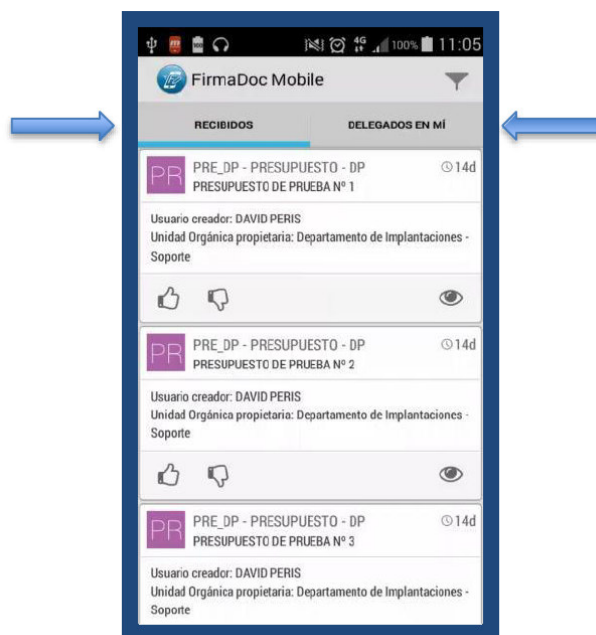 4G 100% 11:05
FirmaDoc Mobile
RECIBIDOS DELEGADOS EN MÍ
PR PRE_DP - PRESUPUESTO - DP 14d
PRESUPUESTO DE PRUEBA Nº 1
Usuario creador: DAVID PERIS
Unidad Orgánica propietaria: Departamento de Implantaciones -
Soporte
PR PRE_DP - PRESUPUESTO - DP 14d
PRESUPUESTO DE PRUEBA Nº 2
Usuario creador: DAVID PERIS
Unidad Orgánica propietaria: Departamento de Implantaciones -
Soporte
PR PRE_DP - PRESUPUESTO - DP 14d
PRESUPUESTO DE PRUEBA Nº 3
Usuario creador: DAVID PERIS
Unidad Orgánica propietaria: Departamento de Implantaciones -
Soporte